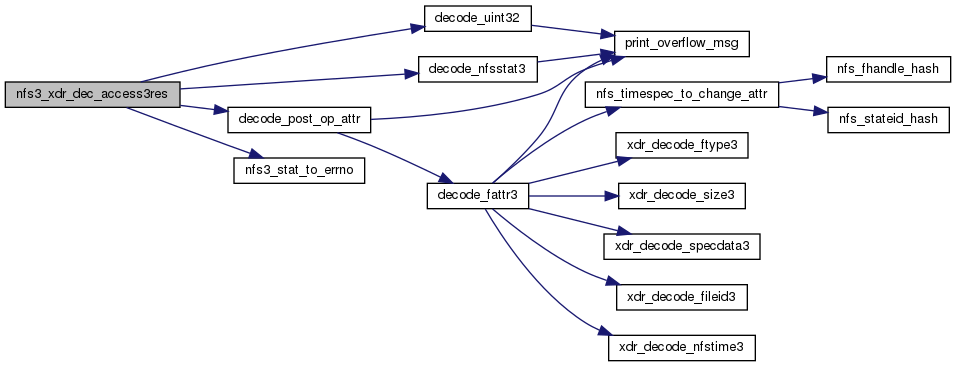 nfs3_xdr_dec_access3res
decode_uint32
decode_nfsstat3
decode_post_op_attr
nfs3_stat_to_errno
decode_fattr3
print_overflow_msg
nfs_timespec_to_change_attr
xdr_decode_ftype3
xdr_decode_size3
xdr_decode_specdata3
xdr_decode_fileid3
xdr_decode_nfstime3
nfs_fhandle_hash
nfs_stateid_hash